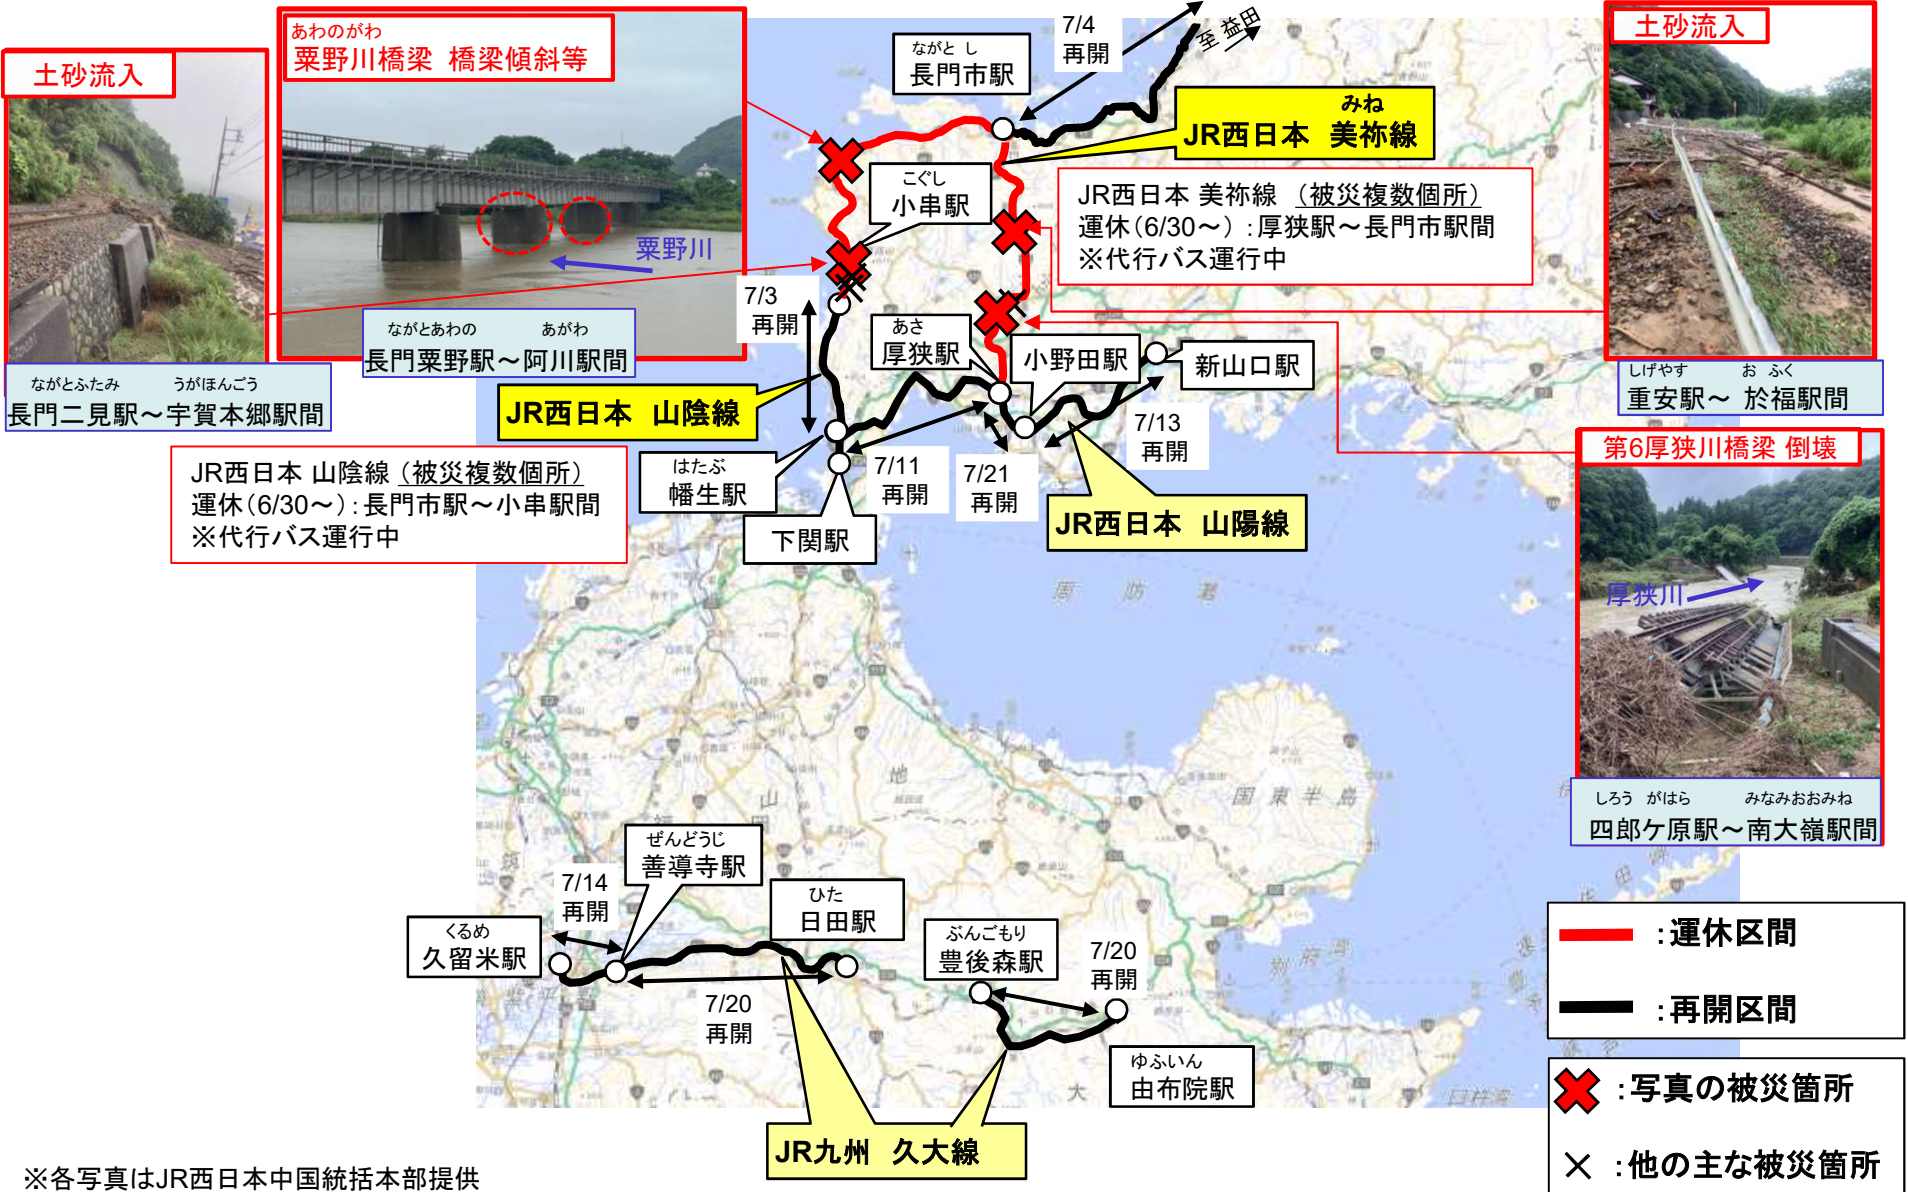 土砂流入
あわのがわ
粟野川橋梁 橋梁傾斜等
粟野川
ながとふたみ うがほんごう
長門二見駅～宇賀本郷駅間
ながとあわの あがわ
長門粟野駅～阿川駅間
JR西日本 山陰線（被災複数個所）
運休（6/30～）：長門市駅～小串駅間
※代行バス運行中
ながと し
長門市駅
7/4
再開
至 益田
みね
JR西日本 美祢線
こぐし
小串駅
JR西日本 美祢線 （被災複数個所）
運休（6/30～）：厚狭駅～長門市駅間
※代行バス運行中
7/3
再開
あさ
厚狭駅
小野田駅
新山口駅
JR西日本 山陰線
はたぶ
幡生駅
下関駅
7/11
再開
7/21
再開
7/13
再開
JR西日本 山陽線
土砂流入
しげやす お ふく
重安駅～ 於福駅間
第6厚狭川橋梁 倒壊
厚狭川
しろう がはら みなみおおみね
四郎ケ原駅～南大嶺駅間
周防灘
国東半島
別府湾
臼杵湾
くるめ
久留米駅
7/14
再開
ぜんどうじ
善導寺駅
7/20
再開
ひた
日田駅
ぶんごもり
豊後森駅
7/20
再開
ゆふいん
由布院駅
JR九州 久大線
：運休区間
：再開区間
：写真の被災箇所
× ：他の主な被災箇所
※各写真はJR西日本中国統括本部提供